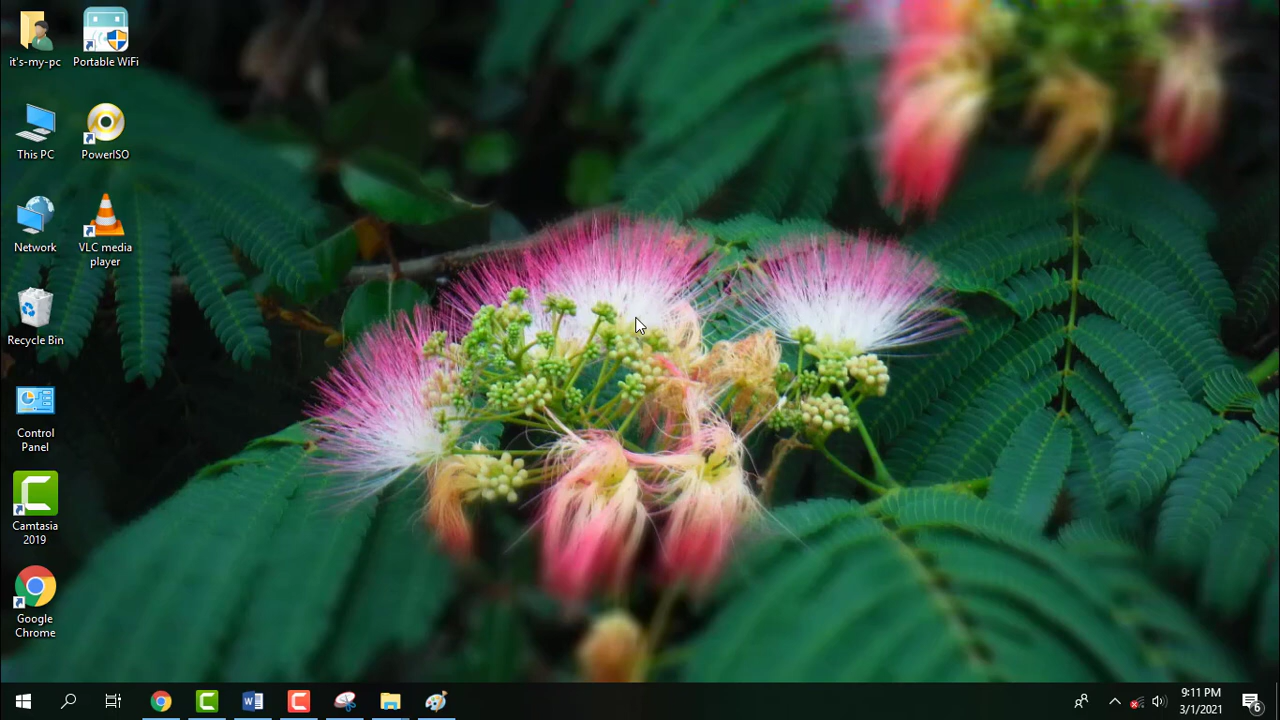 it's-my-pc
Portable WiFi
This PC
PowerISO
Network
VLC media
player
Recycle Bin
Control
Panel
Camtasia
2019
Google
Chrome
9:11 PM
3/1/2021
6